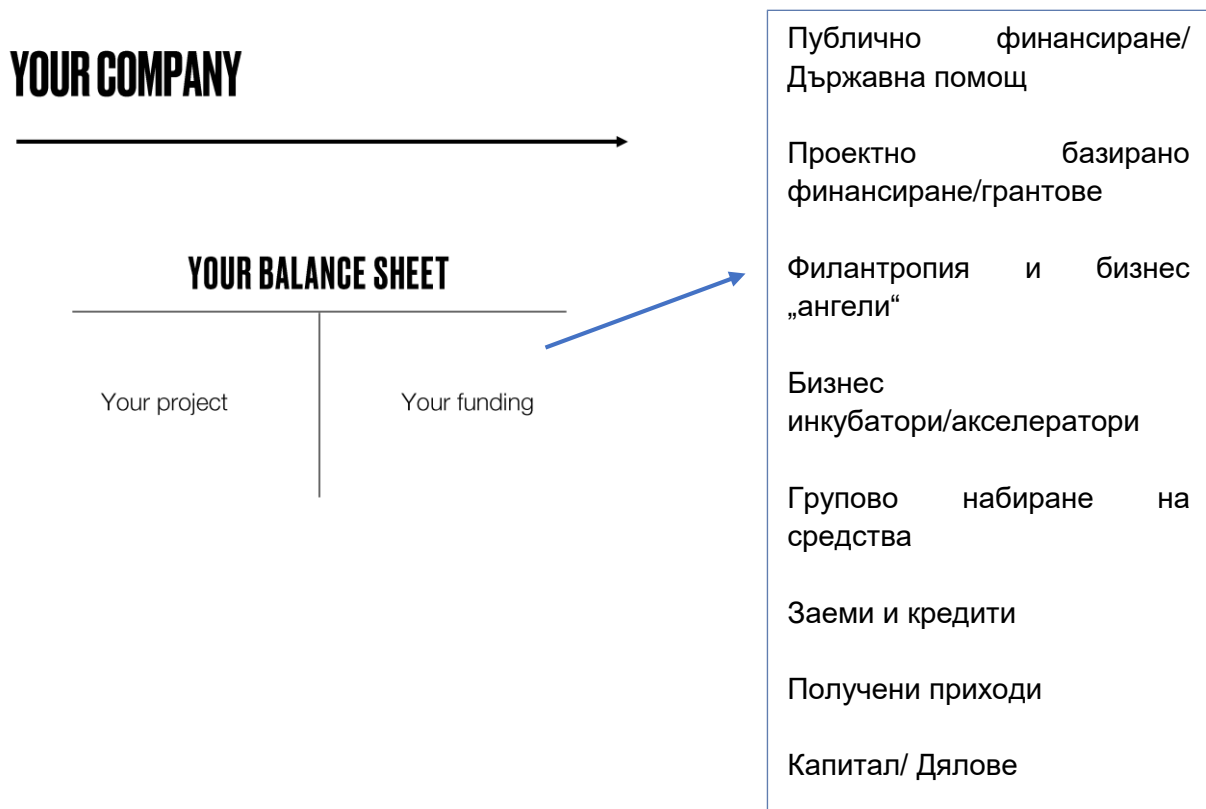 YOUR COMPANY
YOUR BALANCE SHEET
Your project
Your funding
Публично финансиране/
Държавна помощ
Проектно базирано
финансиране/грантове
Филантропия и бизнес
„ангели“
Бизнес
инкубатори/акселератори
Групово набиране на
средства
Заеми и кредити
Получени приходи
Капитал/ Дялове